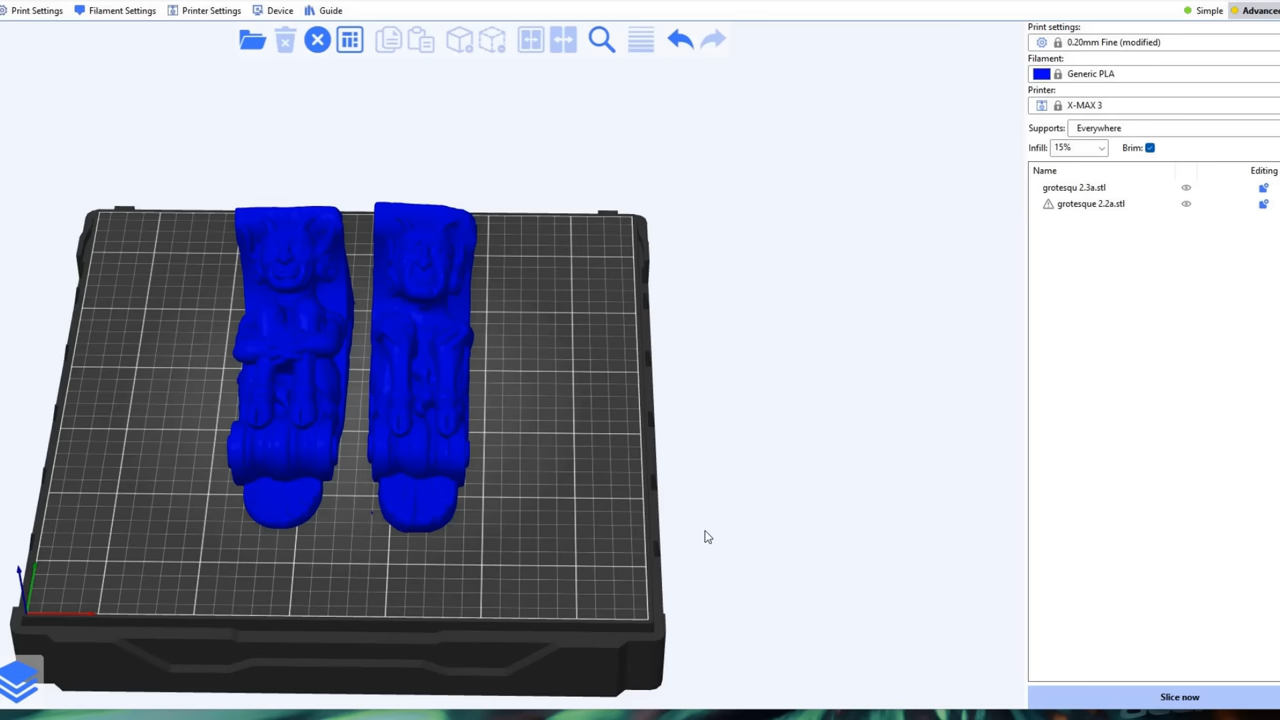 Print Settings Filament Settings Printer Settings Device Guide Simple Advanced
Print settings:
0.20mm Fine (modified)
Filament:
Generic PLA
Printer:
X-MAX 3
Supports: Everywhere
Infill: 15% Brim:
Name Editing
grotesqu 2.3a.stl
grotesque 2.2a.stl
Slice now